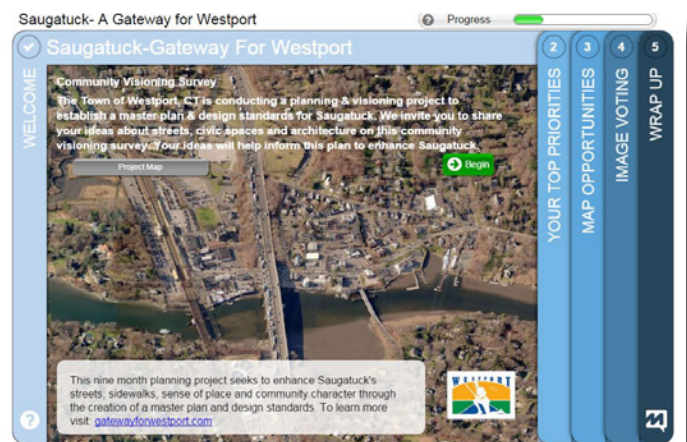 Saugatuck- A Gateway for Westport
Progress
Saugatuck-Gateway For Westport
WELCOME
Community Visioning Survey
The Town of Westport, CT is conducting a planning & visioning project to
establish a master plan & design standards for Saugatuck. We invite you to share
your ideas about streets, civic spaces and architecture on this community
visioning survey. Your ideas will help inform this plan to enhance Saugatuck.
Project Map
Begin
This nine month planning project seeks to enhance Saugatuck's
streets, sidewalks, sense of place and community character through
the creation of a master plan and design standards. To learn more
visit: gatewayforwestport.com
WESTPORT
2
YOUR TOP PRIORITIES
3
MAP OPPORTUNITIES
4
IMAGE VOTING
5
WRAP UP